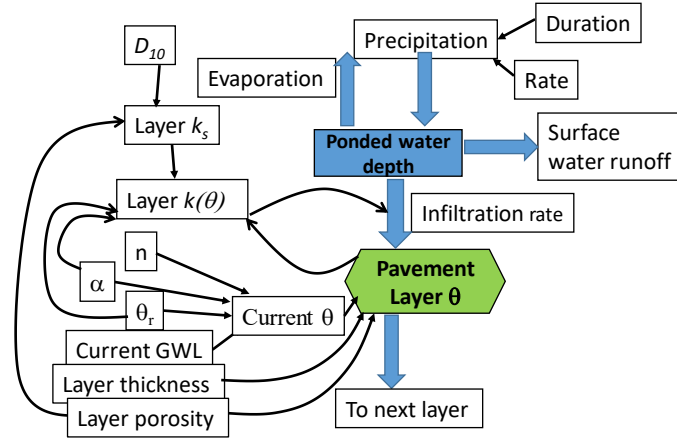 Duration
Precipitation
D10
Evaporation
Rate
Layer ks
Ponded water
depth
Surface
water runoff
Layer k(θ)
Infiltration rate
n
Pavement
Layer θ
α
θr
Current θ
Current GWL
Layer thickness
Layer porosity
To next layer